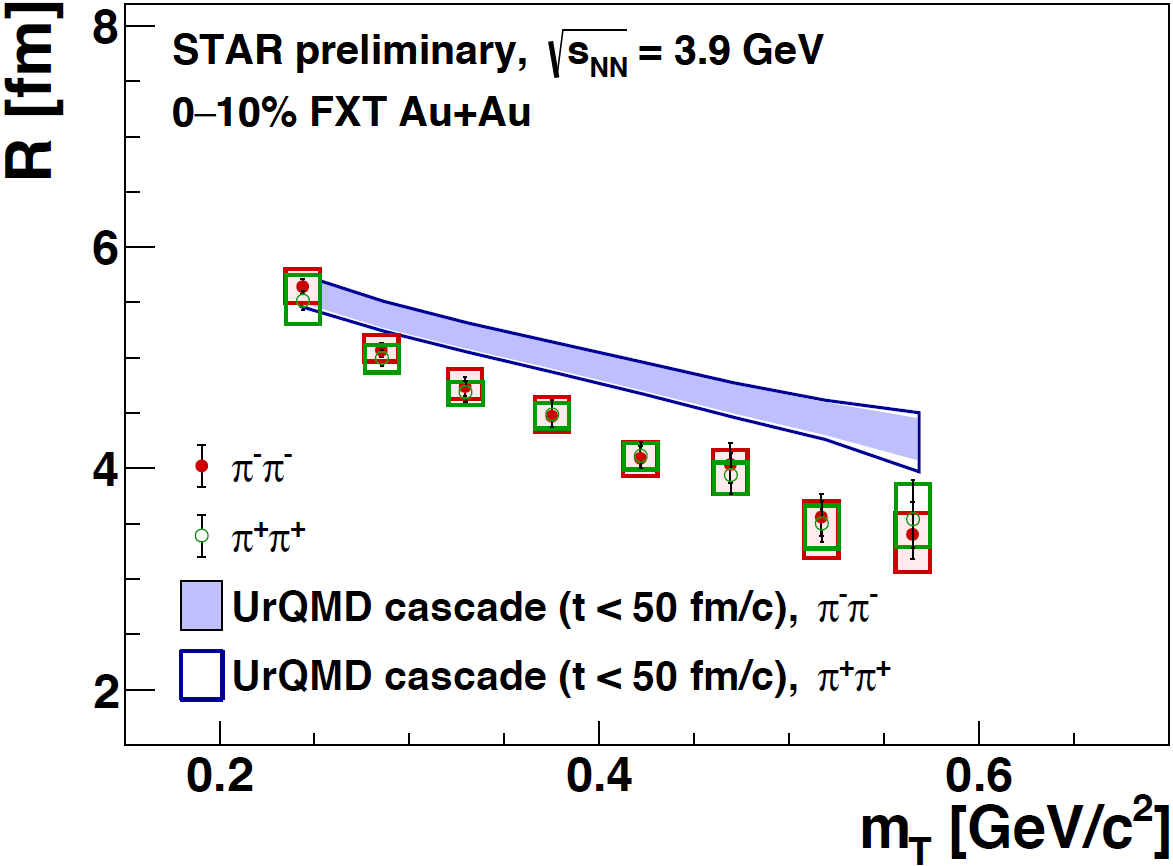 R [fm]
8
6
4
2
STAR preliminary, √sNN = 3.9 GeV
0–10% FXT Au+Au
π-π-
π+π+
UrQMD cascade (t < 50 fm/c), π-π-
UrQMD cascade (t < 50 fm/c), π+π+
0.2 0.4 0.6
mT [GeV/c2]